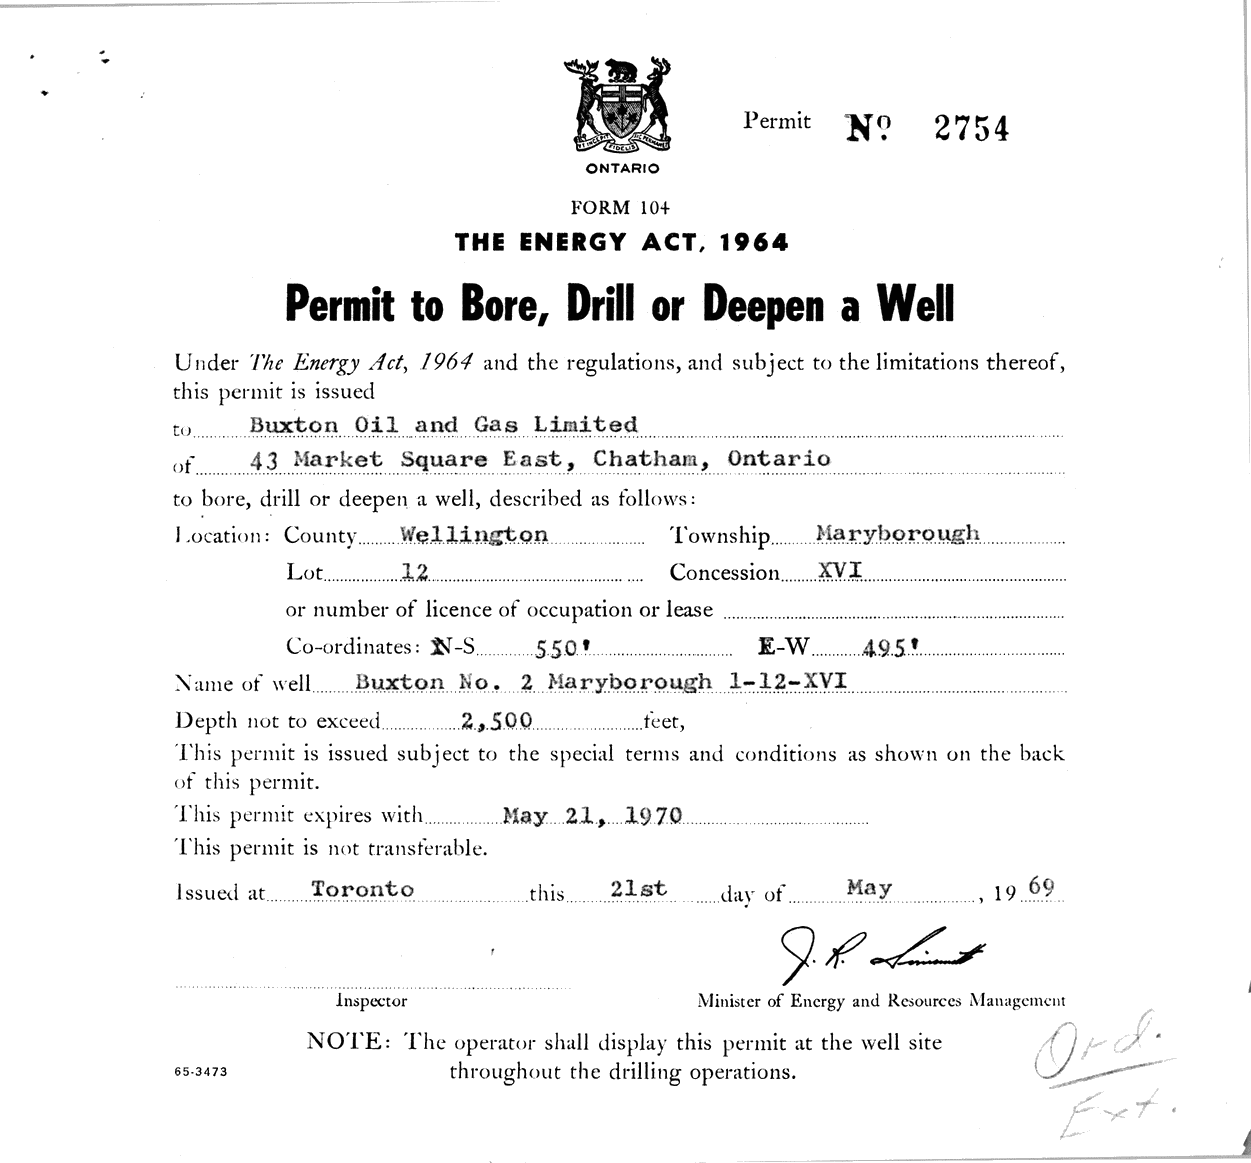 Permit No. 2754
ONTARIO
FORM 104
THE ENERGY ACT, 1964
Permit to Bore, Drill or Deepen a Well
Under The Energy Act, 1964 and the regulations, and subject to the limitations thereof,
this permit is issued
to Buxton Oil and Gas Limited
of 43 Market Square East, Chatham, Ontario
to bore, drill or deepen a well, described as follows:
Location: County Wellington Township Maryborough
Lot 12 Concession XVI
or number of licence of occupation or lease
Co-ordinates: N-S 550' E-W 495'
Name of well Buxton No. 2 Maryborough 1-12-XVI
Depth not to exceed 2,500 feet,
This permit is issued subject to the special terms and conditions as shown on the back
of this permit.
This permit expires with May 21, 1970
This permit is not transferable.
Issued at Toronto this 21st day of May, 19 69
J. R. Simonett
Inspector Minister of Energy and Resources Management
NOTE: The operator shall display this permit at the well site
throughout the drilling operations.
65-3473
Ord.
Ext.